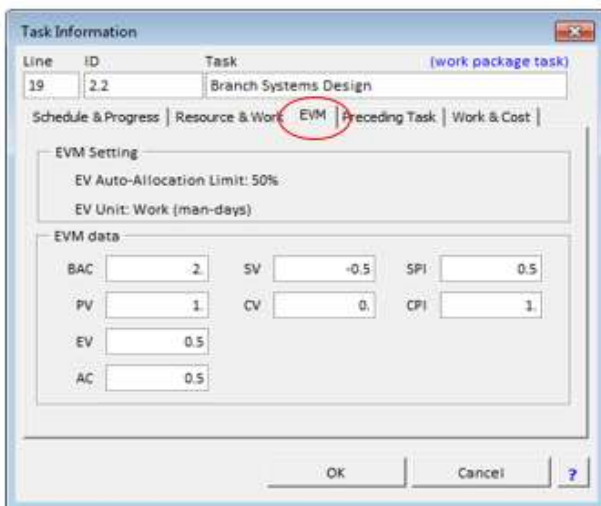 Task Information
Line ID Task (work package task)
19 2.2 Branch Systems Design
Schedule & Progress | Resource & Work EVM Preceding Task | Work & Cost |
EVM Setting
EV Auto-Allocation Limit: 50%
EV Unit: Work (man-days)
EVM data
BAC 2. SV -0.5 SPI 0.5
PV 1. CV 0. CPI 1.
EV 0.5
AC 0.5
OK Cancel ?